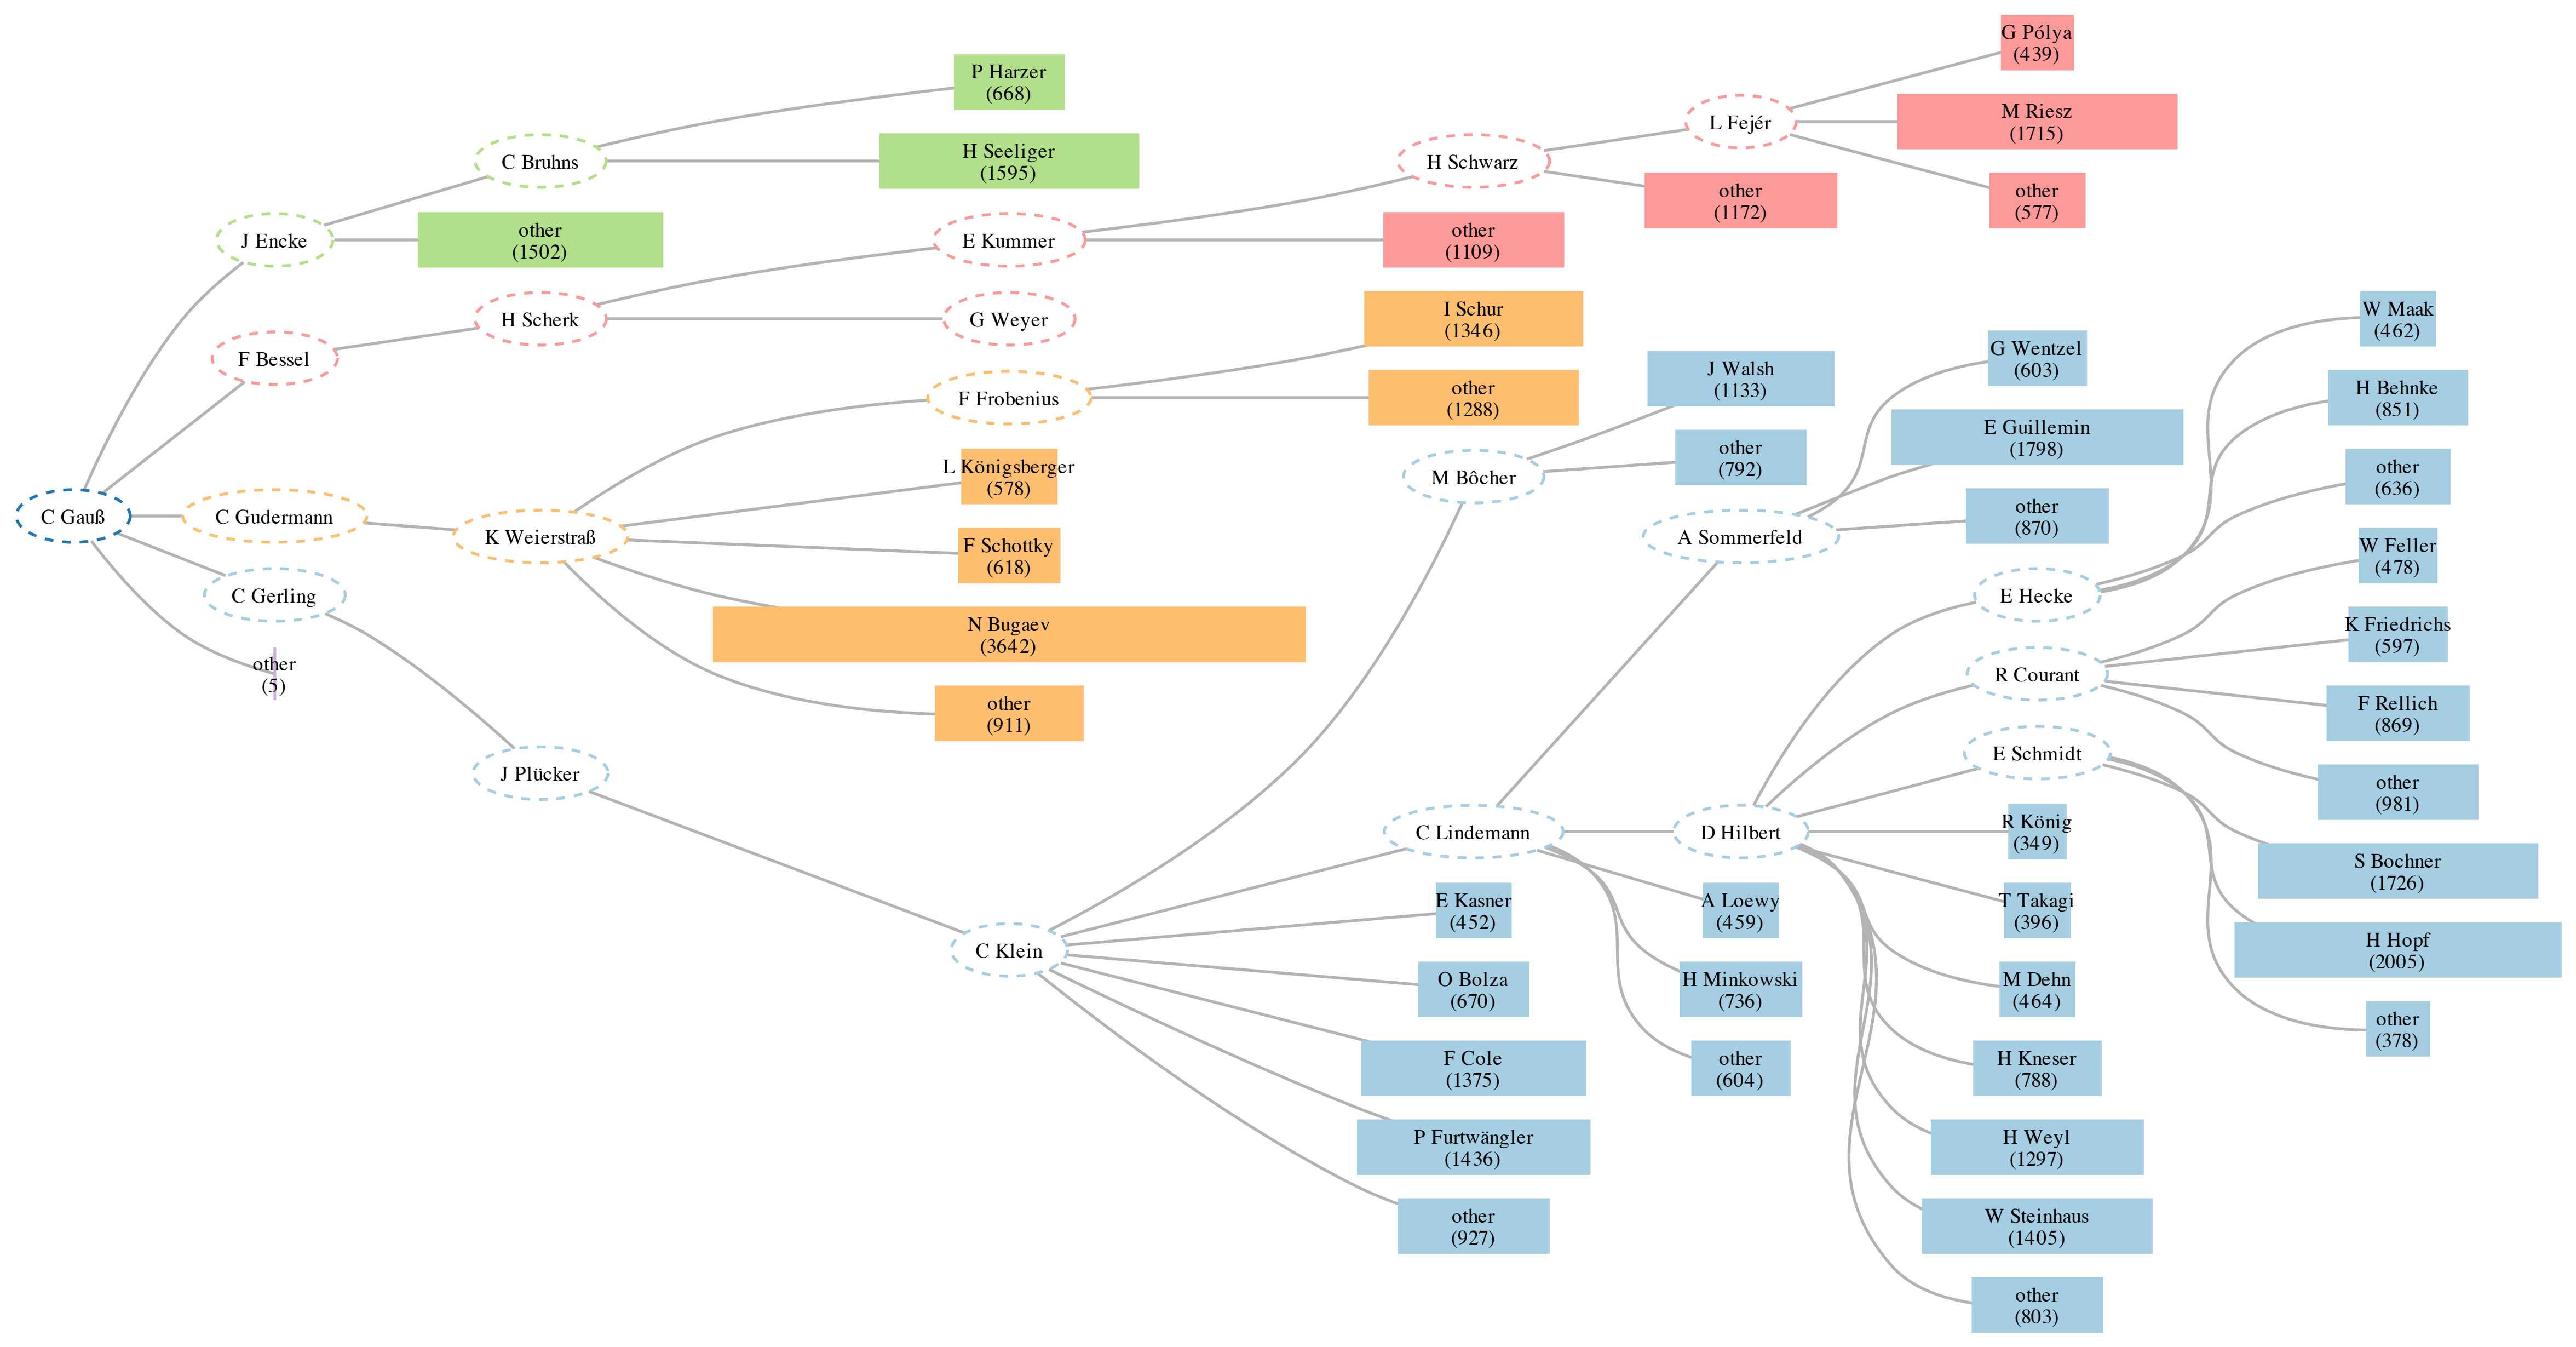 C Gauß
J Encke
F Bessel
C Gudermann
C Gerling
other
(5)
C Bruhns
other
(1502)
H Scherk
K Weierstraß
J Plücker
P Harzer
(668)
H Seeliger
(1595)
E Kummer
G Weyer
F Frobenius
L Königsberger
(578)
F Schottky
(618)
N Bugaev
(3642)
other
(911)
C Klein
H Schwarz
other
(1109)
I Schur
(1346)
other
(1288)
M Bôcher
C Lindemann
E Kasner
(452)
O Bolza
(670)
F Cole
(1375)
P Furtwängler
(1436)
other
(927)
L Fejér
other
(1172)
J Walsh
(1133)
other
(792)
A Sommerfeld
D Hilbert
A Loewy
(459)
H Minkowski
(736)
other
(604)
G Pólya
(439)
M Riesz
(1715)
other
(577)
G Wentzel
(603)
E Guillemin
(1798)
other
(870)
E Hecke
R Courant
E Schmidt
R König
(349)
T Takagi
(396)
M Dehn
(464)
H Kneser
(788)
H Weyl
(1297)
W Steinhaus
(1405)
other
(803)
W Maak
(462)
H Behnke
(851)
other
(636)
W Feller
(478)
K Friedrichs
(597)
F Rellich
(869)
other
(981)
S Bochner
(1726)
H Hopf
(2005)
other
(378)